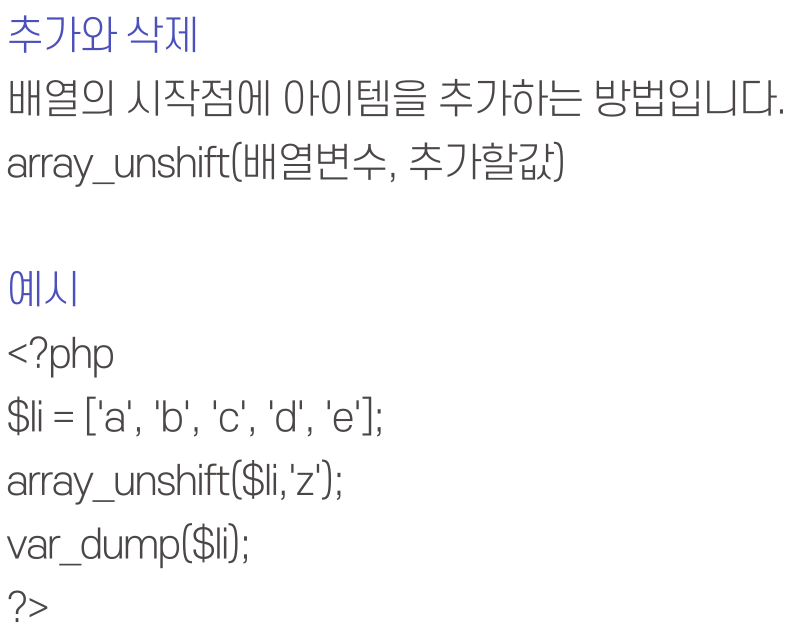 추가와 삭제
배열의 시작점에 아이템을 추가하는 방법입니다.
array_unshift(배열변수, 추가할값)
예시
<?php
$li = ['a', 'b', 'c', 'd', 'e'];
array_unshift($li,'z');
var_dump($li);
?>